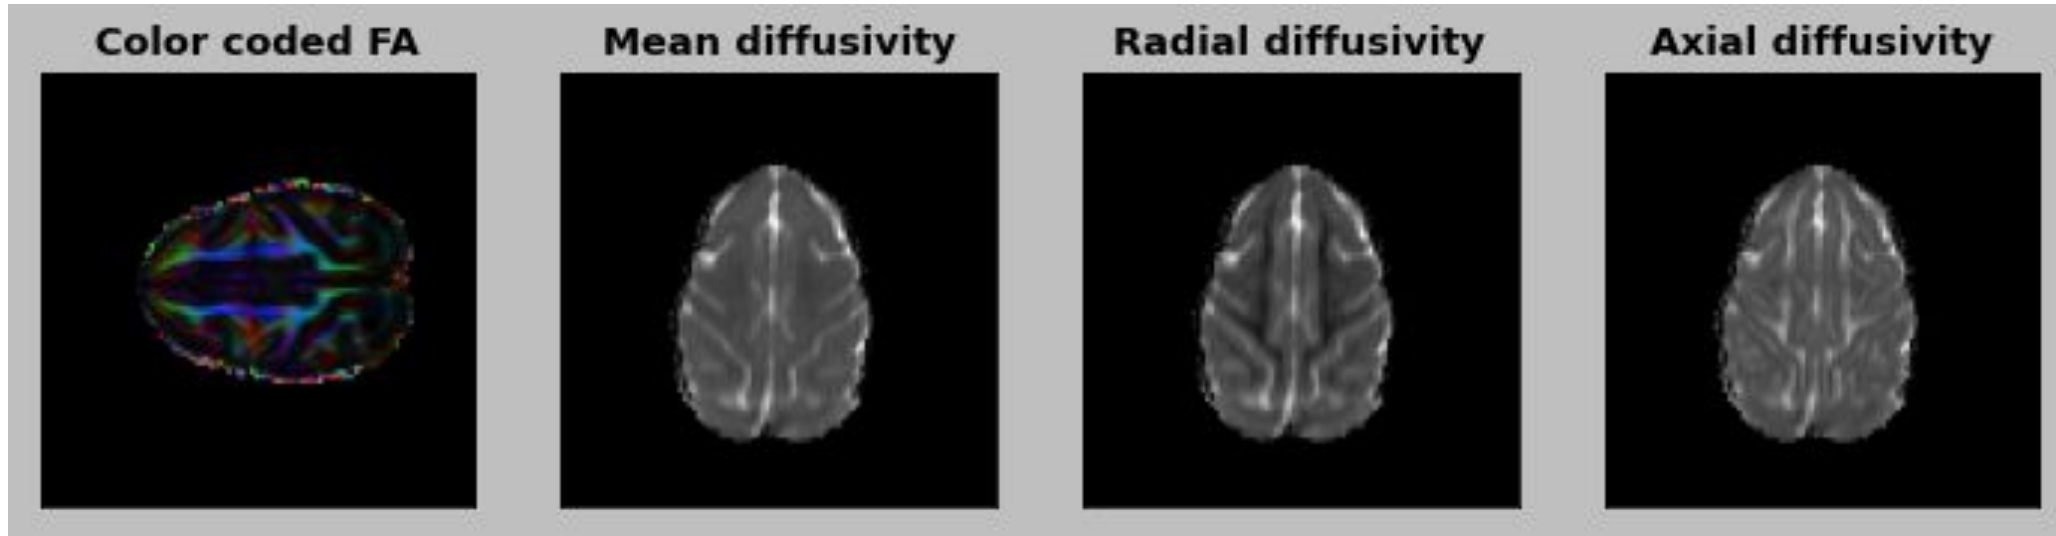 Color coded FA
Mean diffusivity
Radial diffusivity
Axial diffusivity